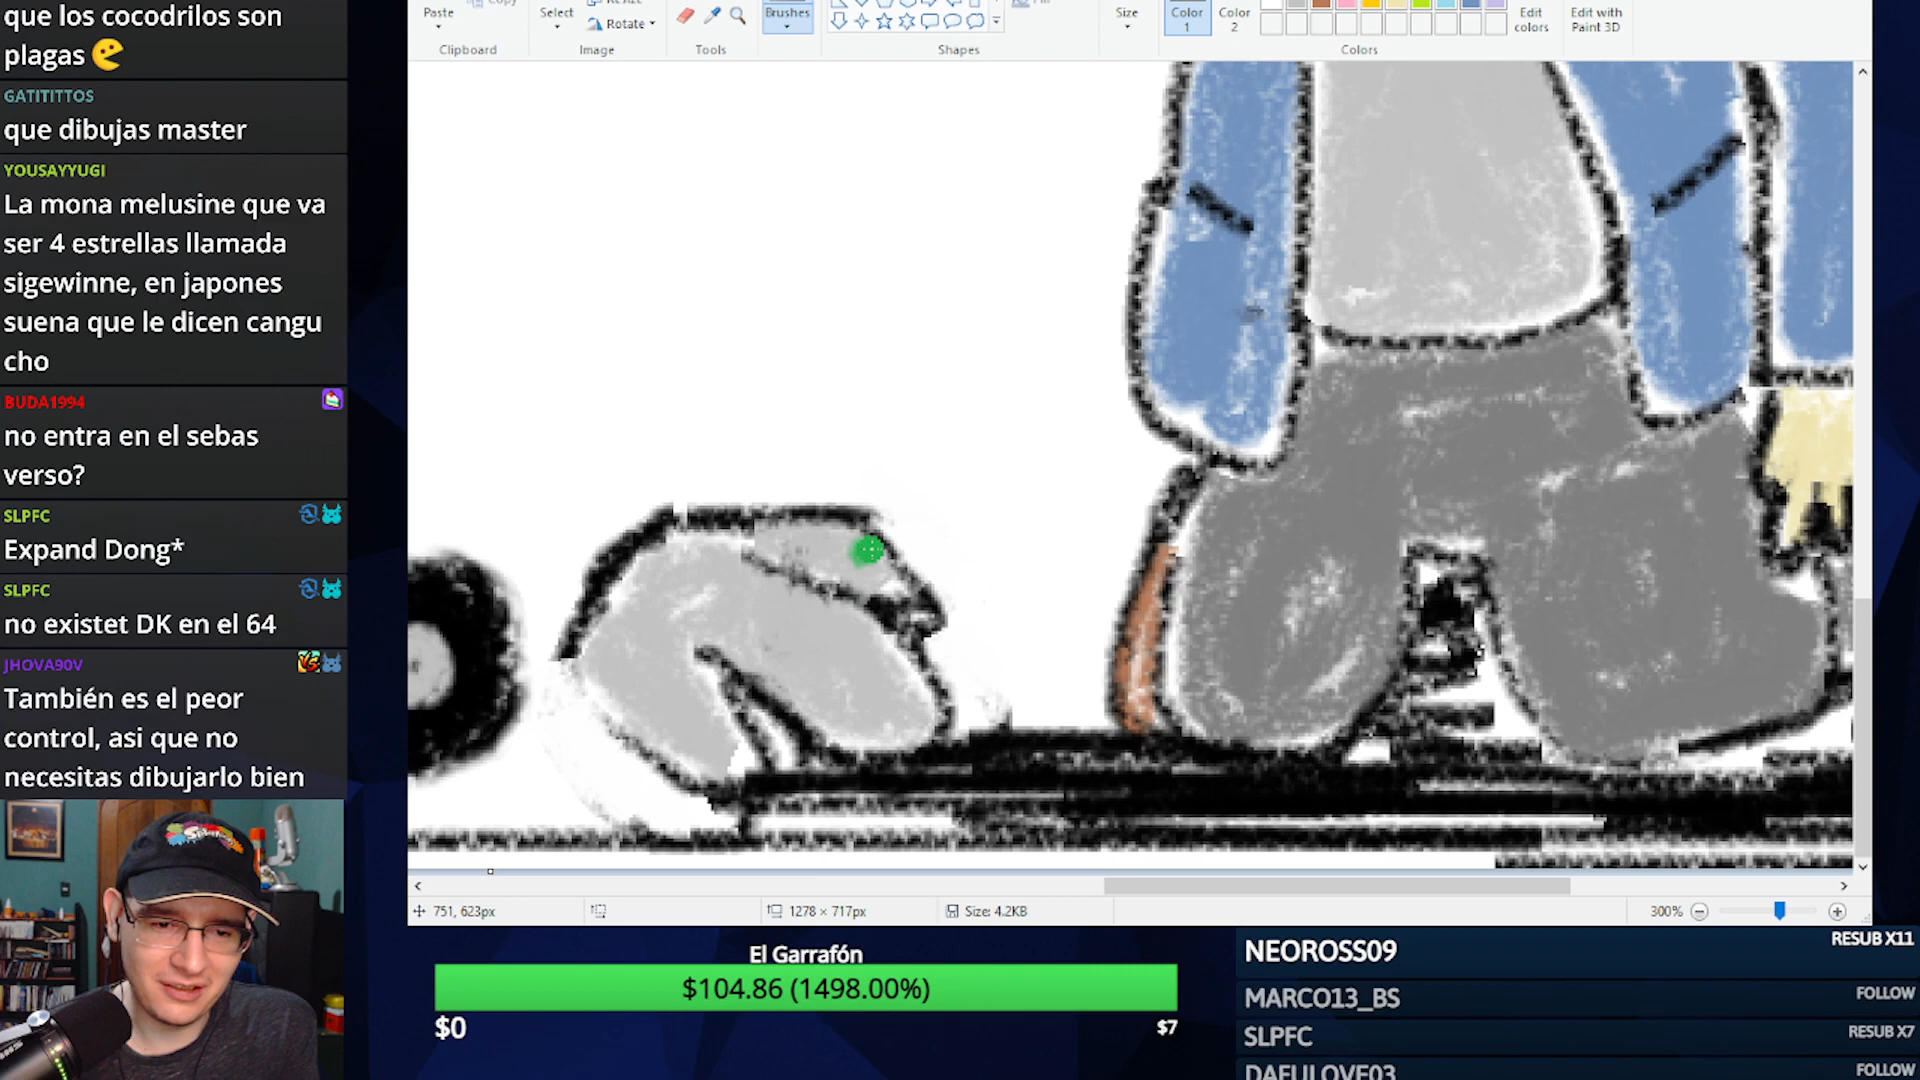 que los cocodrilos son
plagas
GATITITTOS
que dibujas master
YOUSAYYUGI
La mona melusine que va
ser 4 estrellas llamada
sigewinne, en japones
suena que le dicen cangu
cho
BUDA1994
no entra en el sebas
verso?
SLPFC
Expand Dong*
SLPFC
no existet DK en el 64
JHOVA90V
También es el peor
control, asi que no
necesitas dibujarlo bien
Paste
Copy
Select
Rotate
Brushes
Size
Color
1
Color
2
Edit
colors
Edit with
Paint 3D
Clipboard
Image
Tools
Shapes
Colors
751, 623px
1278 × 717px
Size: 4.2KB
300%
El Garrafón
$104.86 (1498.00%)
$0
$7
NEOROSS09
RESUB X11
MARCO13_BS
FOLLOW
SLPFC
RESUB X7
FOLLOW